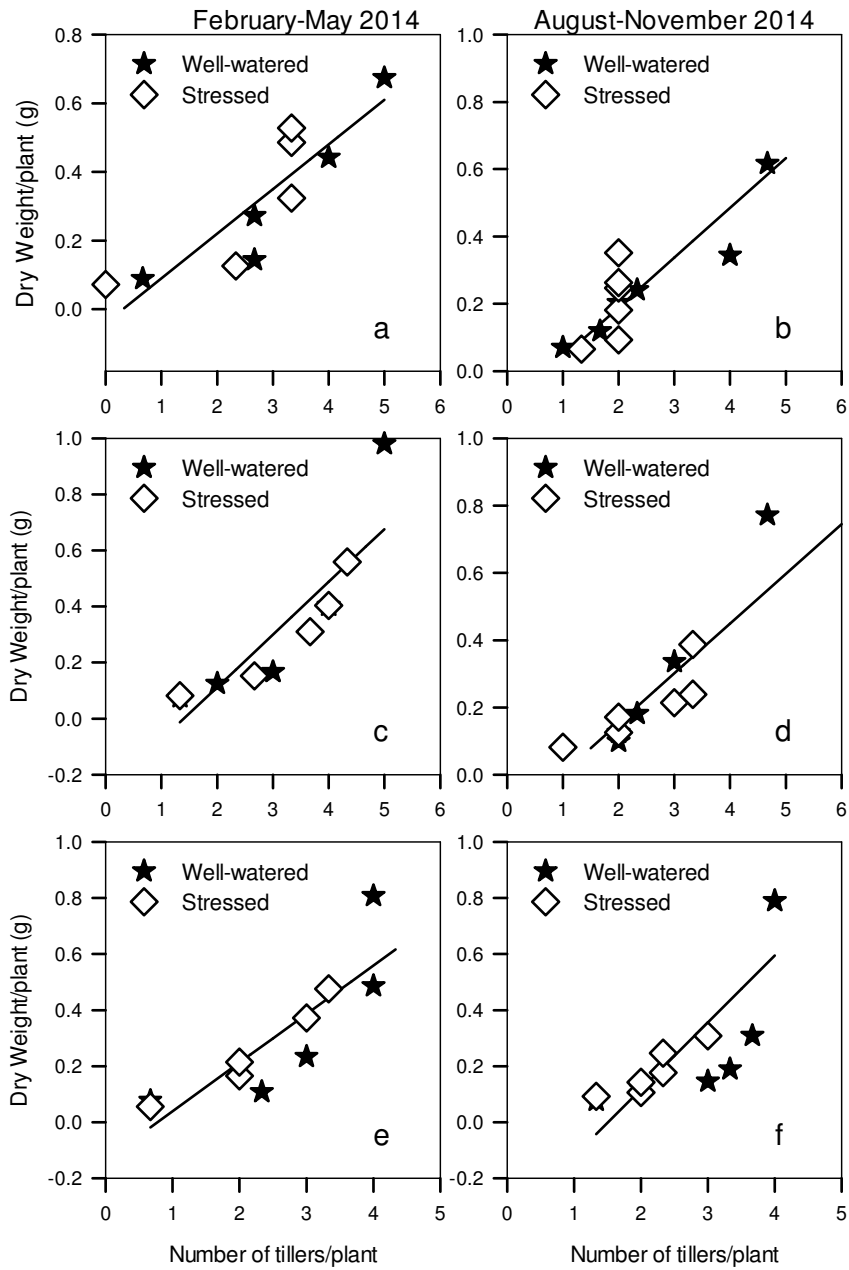 February-May 2014
August-November 2014
Dry Weight/plant (g)
0.8
0.6
0.4
0.2
0.0
Well-watered
Stressed
a
0 1 2 3 4 5 6
1.0
0.8
0.6
0.4
0.2
0.0
Well-watered
Stressed
b
0 1 2 3 4 5 6
Dry Weight/plant (g)
1.0
0.8
0.6
0.4
0.2
0.0
-0.2
Well-watered
Stressed
c
0 1 2 3 4 5 6
1.0
0.8
0.6
0.4
0.2
0.0
Well-watered
Stressed
d
0 1 2 3 4 5 6
Dry Weight/plant (g)
1.0
0.8
0.6
0.4
0.2
0.0
-0.2
Well-watered
Stressed
e
0 1 2 3 4 5
Number of tillers/plant
1.0
0.8
0.6
0.4
0.2
0.0
-0.2
Well-watered
Stressed
f
0 1 2 3 4 5
Number of tillers/plant